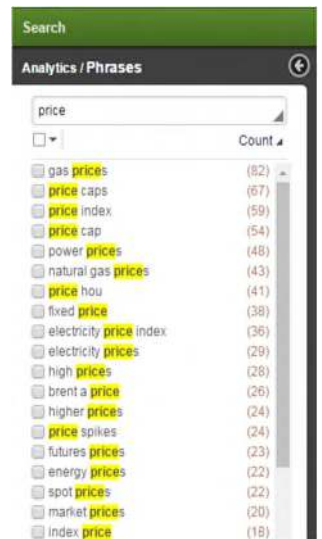 Search
Analytics / Phrases
price
Count
gas prices (82)
price caps (67)
price index (59)
price cap (54)
power prices (48)
natural gas prices (43)
price hou (41)
fixed price (38)
electricity price index (36)
electricity prices (29)
high prices (28)
brent a price (26)
higher prices (24)
price spikes (24)
futures prices (23)
energy prices (22)
spot prices (22)
market prices (20)
index price (18)